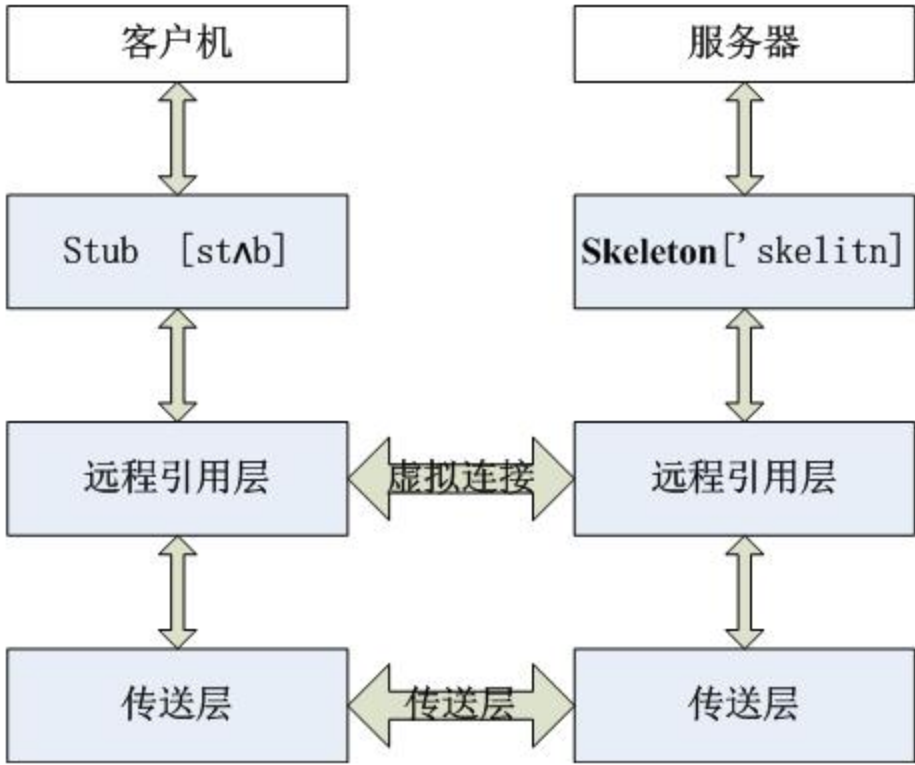 客户机
服务器
Stub [stʌb]
Skeleton['skelitn]
远程引用层
虚拟连接
远程引用层
传送层
传送层
传送层